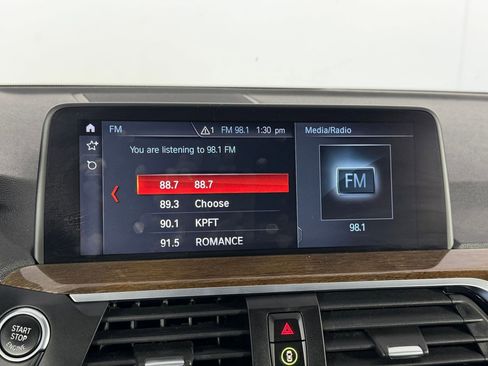 FM 1 FM 98.1 1:30 pm Media/Radio
You are listening to 98.1 FM
88.7 88.7
89.3 Choose
90.1 KPFT
91.5 ROMANCE
FM
98.1
START
STOP
ENGINE